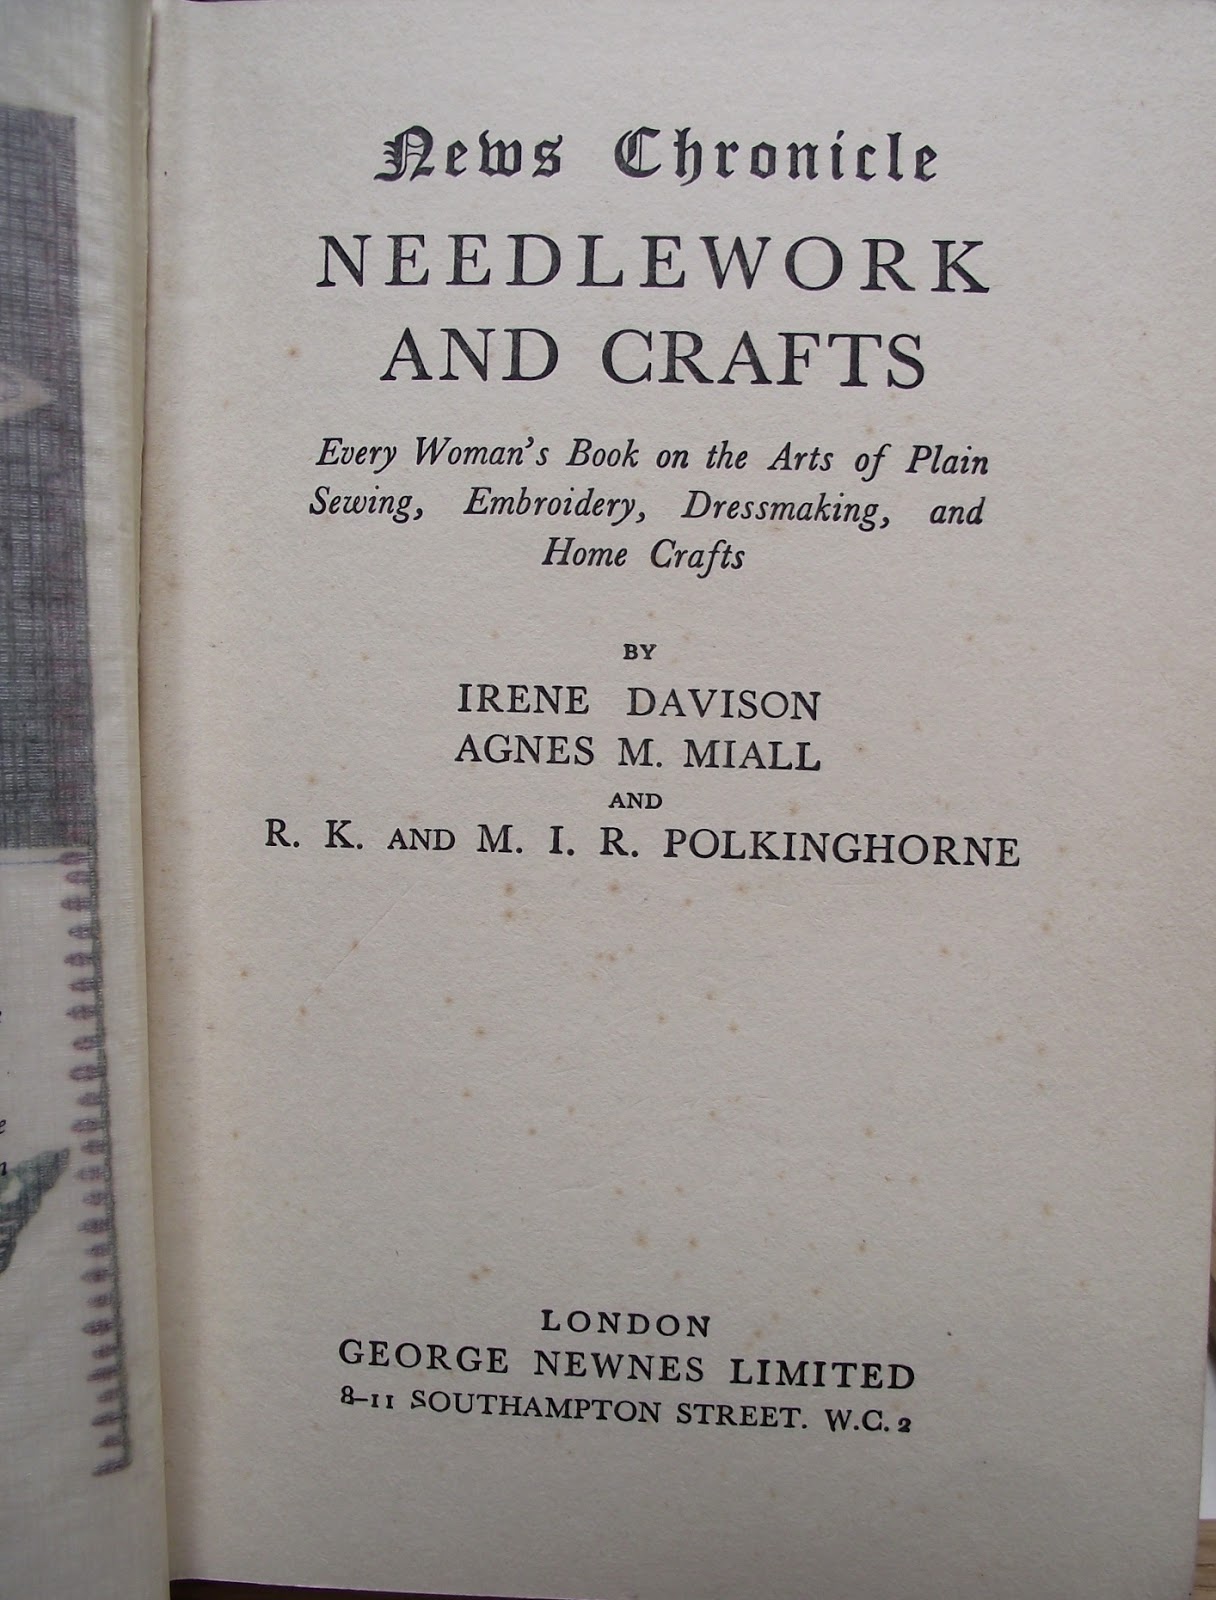 News Chronicle
NEEDLEWORK
AND CRAFTS
Every Woman's Book on the Arts of Plain
Sewing, Embroidery, Dressmaking, and
Home Crafts
BY
IRENE DAVISON
AGNES M. MIALL
AND
R. K. AND M. I. R. POLKINGHORNE
LONDON
GEORGE NEWNES LIMITED
8–11 SOUTHAMPTON STREET. W.C.2